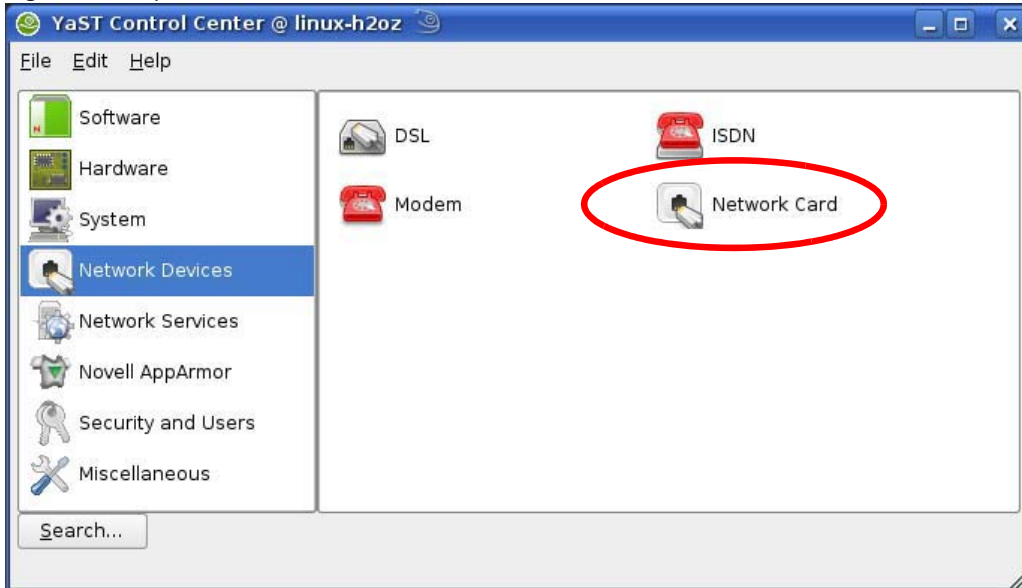 YaST Control Center @ linux-h2oz
File Edit Help
Software
Hardware
System
Network Devices
Network Services
Novell AppArmor
Security and Users
Miscellaneous
DSL
ISDN
Modem
Network Card
Search...